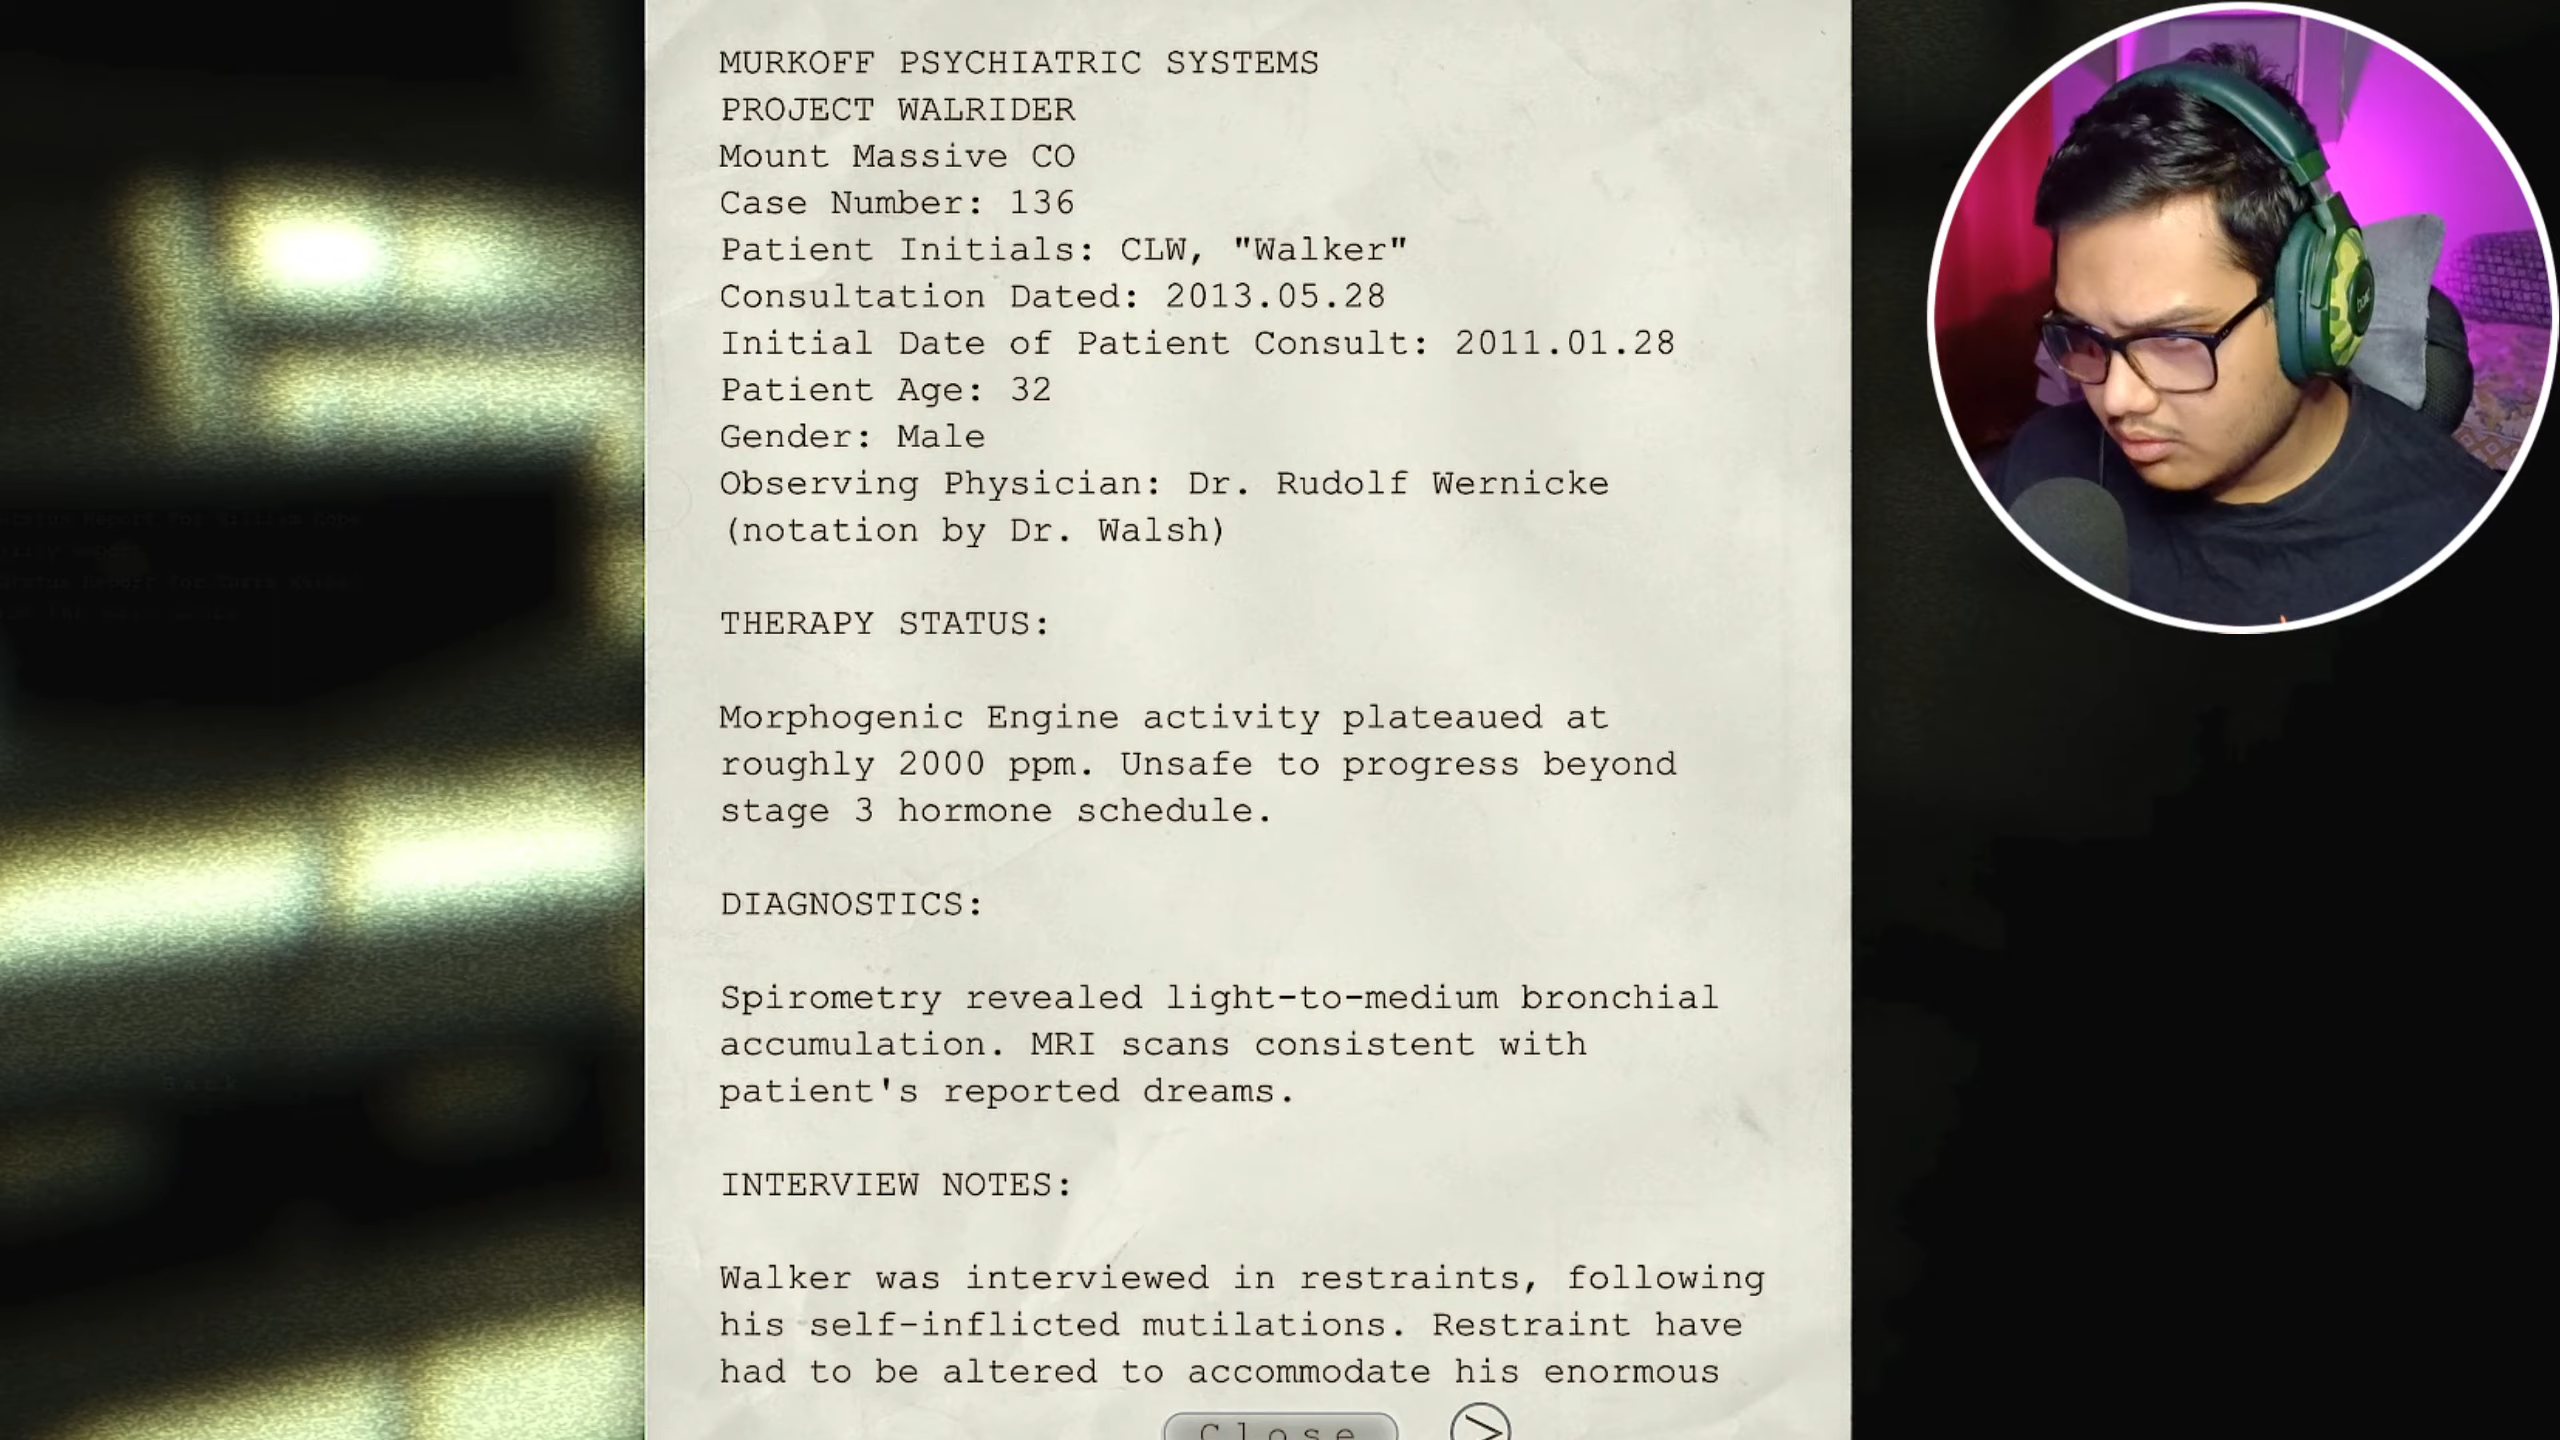 MURKOFF PSYCHIATRIC SYSTEMS
PROJECT WALRIDER
Mount Massive CO
Case Number: 136
Patient Initials: CLW, "Walker"
Consultation Dated: 2013.05.28
Initial Date of Patient Consult: 2011.01.28
Patient Age: 32
Gender: Male
Observing Physician: Dr. Rudolf Wernicke
(notation by Dr. Walsh)
THERAPY STATUS:
Morphogenic Engine activity plateaued at
roughly 2000 ppm. Unsafe to progress beyond
stage 3 hormone schedule.
DIAGNOSTICS:
Spirometry revealed light-to-medium bronchial
accumulation. MRI scans consistent with
patient's reported dreams.
INTERVIEW NOTES:
Walker was interviewed in restraints, following
his self-inflicted mutilations. Restraint have
had to be altered to accommodate his enormous
Close >
Back